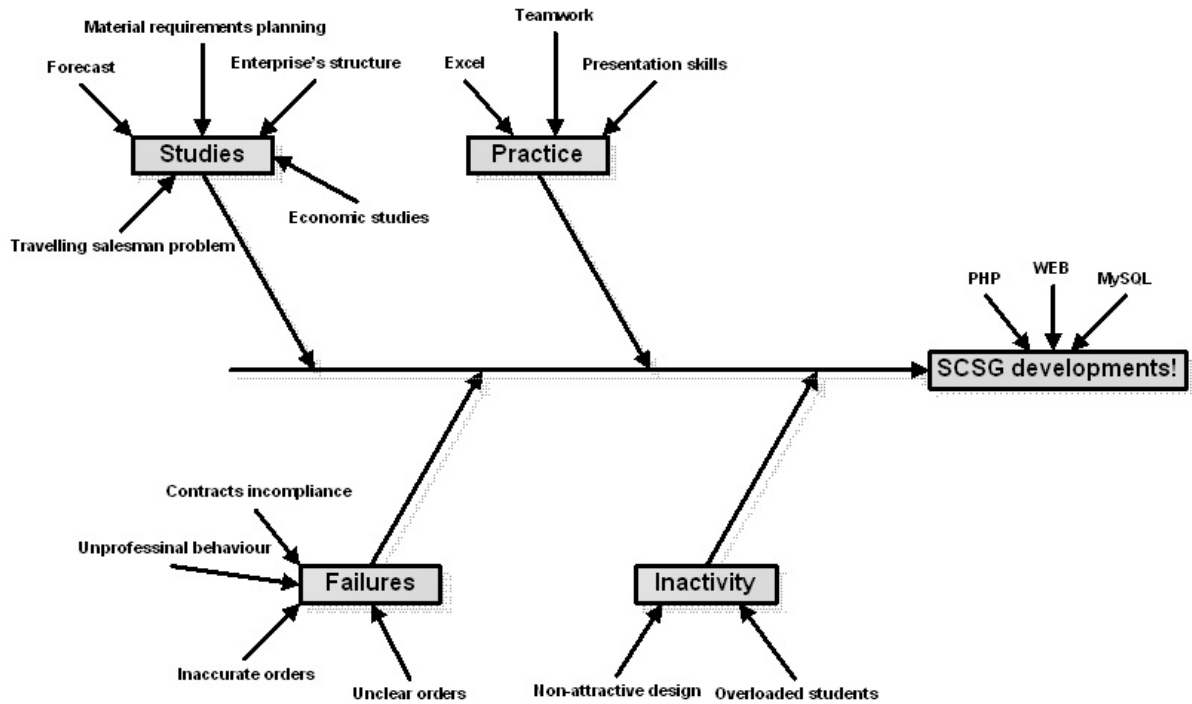 Teamwork
Material requirements planning
Forecast
Enterprise's structure
Excel
Presentation skills
Studies
Practice
Economic studies
Travelling salesman problem
WEB
PHP
MySQL
SCSG developments!
Contracts incompliance
Unprofessinal behaviour
Failures
Inactivity
Inaccurate orders
Unclear orders
Non-attractive design
Overloaded students